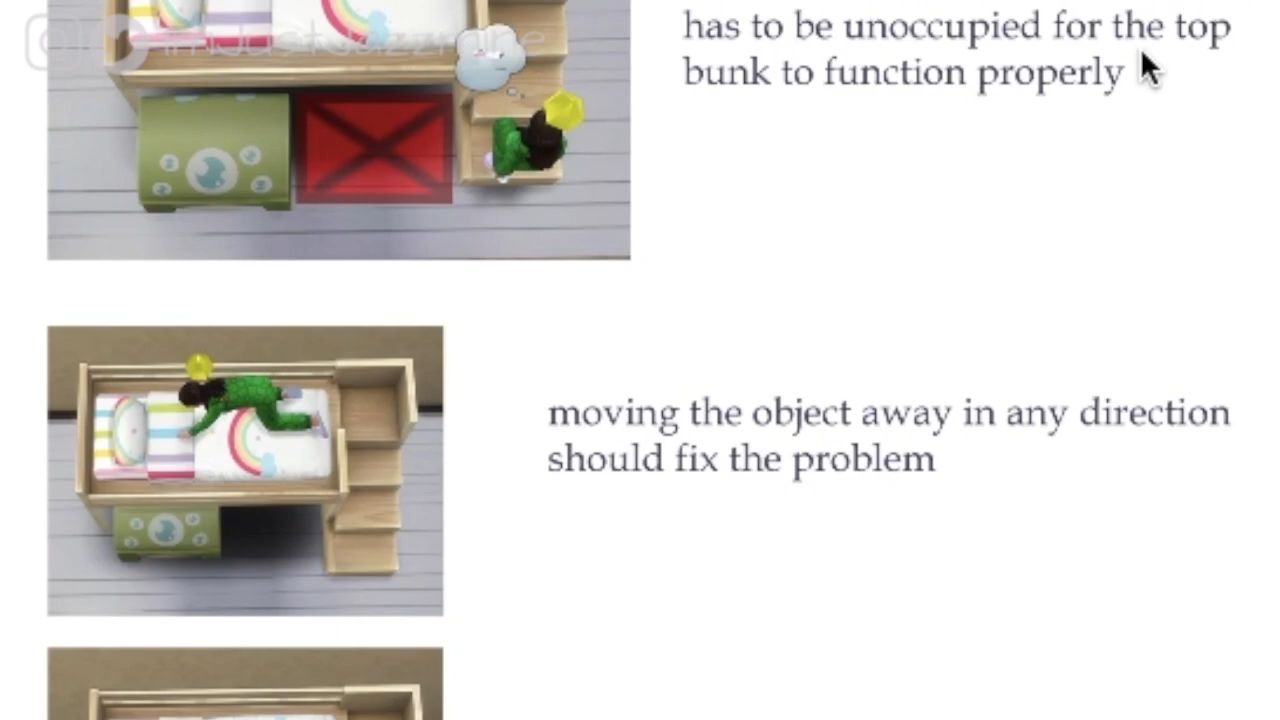 has to be unoccupied for the top
bunk to function properly
imJustJazzmine
moving the object away in any direction
should fix the problem